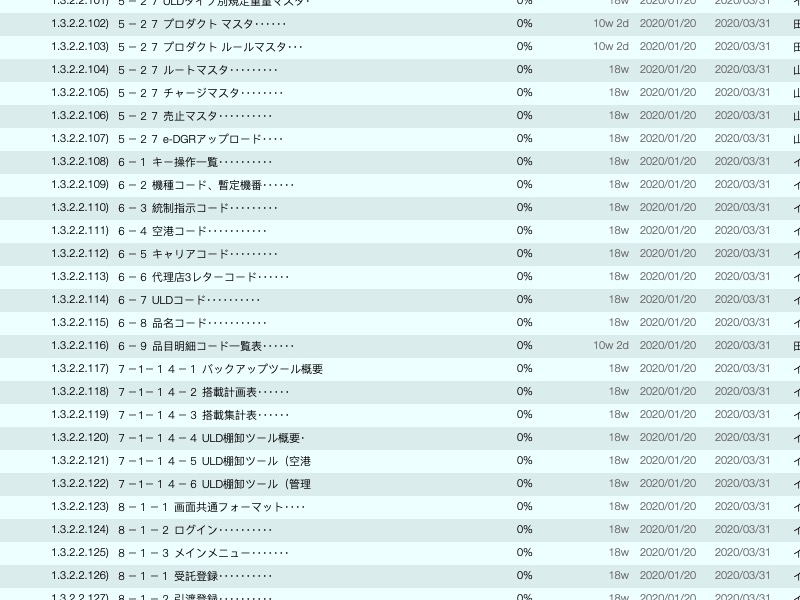 1.3.2.2.101) ５－２７ ULDタイプ別規定重量マスタ･ 0% 18w 2020/01/20 2020/03/31
1.3.2.2.102) ５－２７ プロダクト マスタ･･････ 0% 10w 2d 2020/01/20 2020/03/31 田
1.3.2.2.103) ５－２７ プロダクト ルールマスタ･･･ 0% 10w 2d 2020/01/20 2020/03/31 田
1.3.2.2.104) ５－２７ ルートマスタ･････････ 0% 18w 2020/01/20 2020/03/31 山
1.3.2.2.105) ５－２７ チャージマスタ････････ 0% 18w 2020/01/20 2020/03/31 山
1.3.2.2.106) ５－２７ 売止マスタ･･････････ 0% 18w 2020/01/20 2020/03/31 山
1.3.2.2.107) ５－２７ e-DGRアップロード････ 0% 18w 2020/01/20 2020/03/31 山
1.3.2.2.108) ６－１ キー操作一覧･･････････ 0% 18w 2020/01/20 2020/03/31 イ
1.3.2.2.109) ６－２ 機種コード、暫定機番･･････ 0% 18w 2020/01/20 2020/03/31 イ
1.3.2.2.110) ６－３ 統制指示コード･････････ 0% 18w 2020/01/20 2020/03/31 イ
1.3.2.2.111) ６－４ 空港コード･･･････････ 0% 18w 2020/01/20 2020/03/31 イ
1.3.2.2.112) ６－５ キャリアコード･････････ 0% 18w 2020/01/20 2020/03/31 イ
1.3.2.2.113) ６－６ 代理店3レターコード･･････ 0% 18w 2020/01/20 2020/03/31 イ
1.3.2.2.114) ６－７ ULDコード･･････････ 0% 18w 2020/01/20 2020/03/31 イ
1.3.2.2.115) ６－８ 品名コード･･･････････ 0% 18w 2020/01/20 2020/03/31 イ
1.3.2.2.116) ６－９ 品目明細コード一覧表･･････ 0% 10w 2d 2020/01/20 2020/03/31 田
1.3.2.2.117) ７－１－１４－１ バックアップツール概要 0% 18w 2020/01/20 2020/03/31 イ
1.3.2.2.118) ７－１－１４－２ 搭載計画表･･････ 0% 18w 2020/01/20 2020/03/31 イ
1.3.2.2.119) ７－１－１４－３ 搭載集計表･･････ 0% 18w 2020/01/20 2020/03/31 イ
1.3.2.2.120) ７－１－１４－４ ULD棚卸ツール概要･ 0% 18w 2020/01/20 2020/03/31 イ
1.3.2.2.121) ７－１－１４－５ ULD棚卸ツール（空港 0% 18w 2020/01/20 2020/03/31 イ
1.3.2.2.122) ７－１－１４－６ ULD棚卸ツール（管理 0% 18w 2020/01/20 2020/03/31 イ
1.3.2.2.123) ８－１－１ 画面共通フォーマット････ 0% 18w 2020/01/20 2020/03/31 イ
1.3.2.2.124) ８－１－２ ログイン･･････････ 0% 18w 2020/01/20 2020/03/31 イ
1.3.2.2.125) ８－１－３ メインメニュー･･･････ 0% 18w 2020/01/20 2020/03/31 イ
1.3.2.2.126) ８－１－１ 受託登録･･････････ 0% 18w 2020/01/20 2020/03/31 イ
1.3.2.2.127) ８－１－２ 引渡登録･･････････ 0% 18w 2020/01/20 2020/03/31